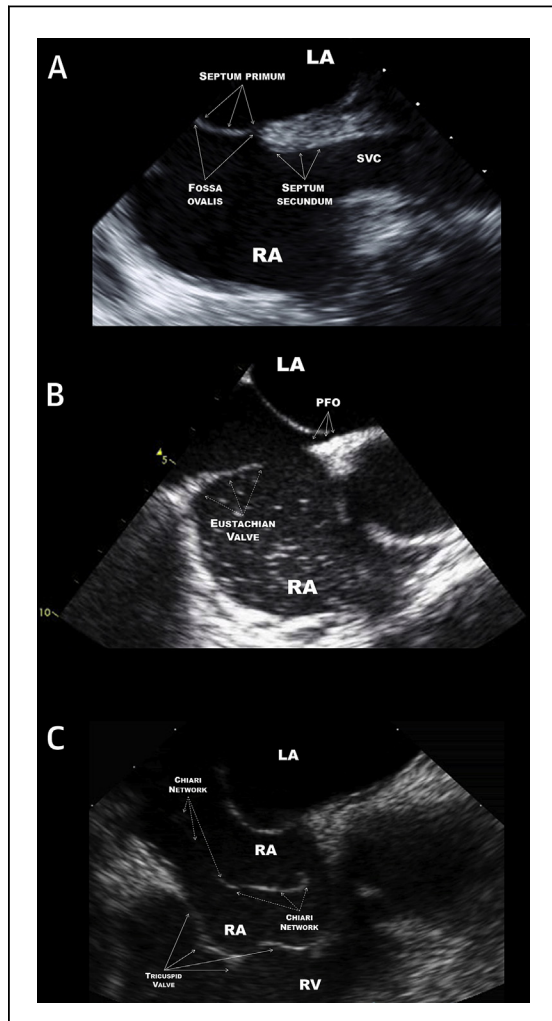 A
LA
Septum primum
SVC
Fossa
ovalis
Septum
secundum
RA
B
LA
PFO
5
Eustachian
Valve
RA
10
C
LA
Chiari
Network
RA
Chiari
Network
RA
Tricuspid
Valve
RV